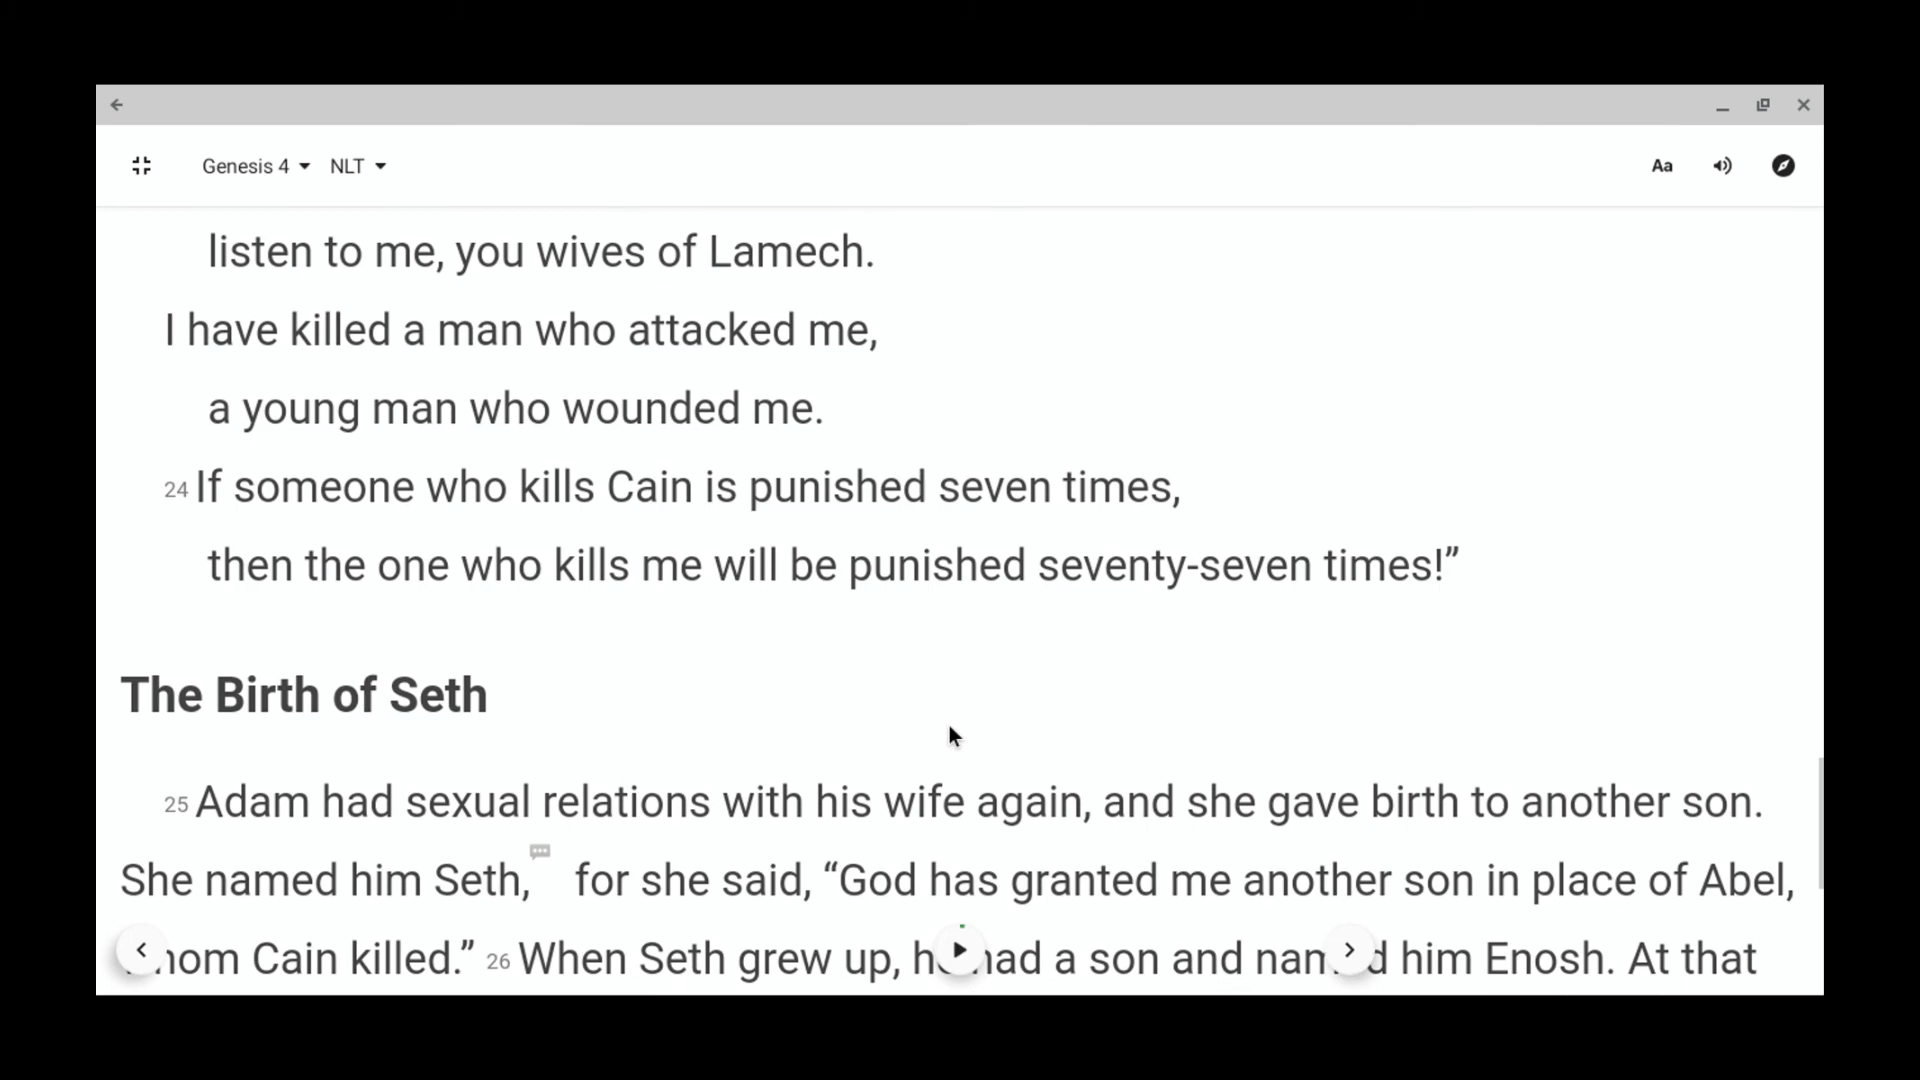 Genesis 4 NLT Aa
listen to me, you wives of Lamech.
I have killed a man who attacked me,
a young man who wounded me.
24 If someone who kills Cain is punished seven times,
then the one who kills me will be punished seventy-seven times!”
The Birth of Seth
25 Adam had sexual relations with his wife again, and she gave birth to another son.
She named him Seth, for she said, “God has granted me another son in place of Abel,
Cain killed.” 26 When Seth grew up, had a son and him Enosh. At that